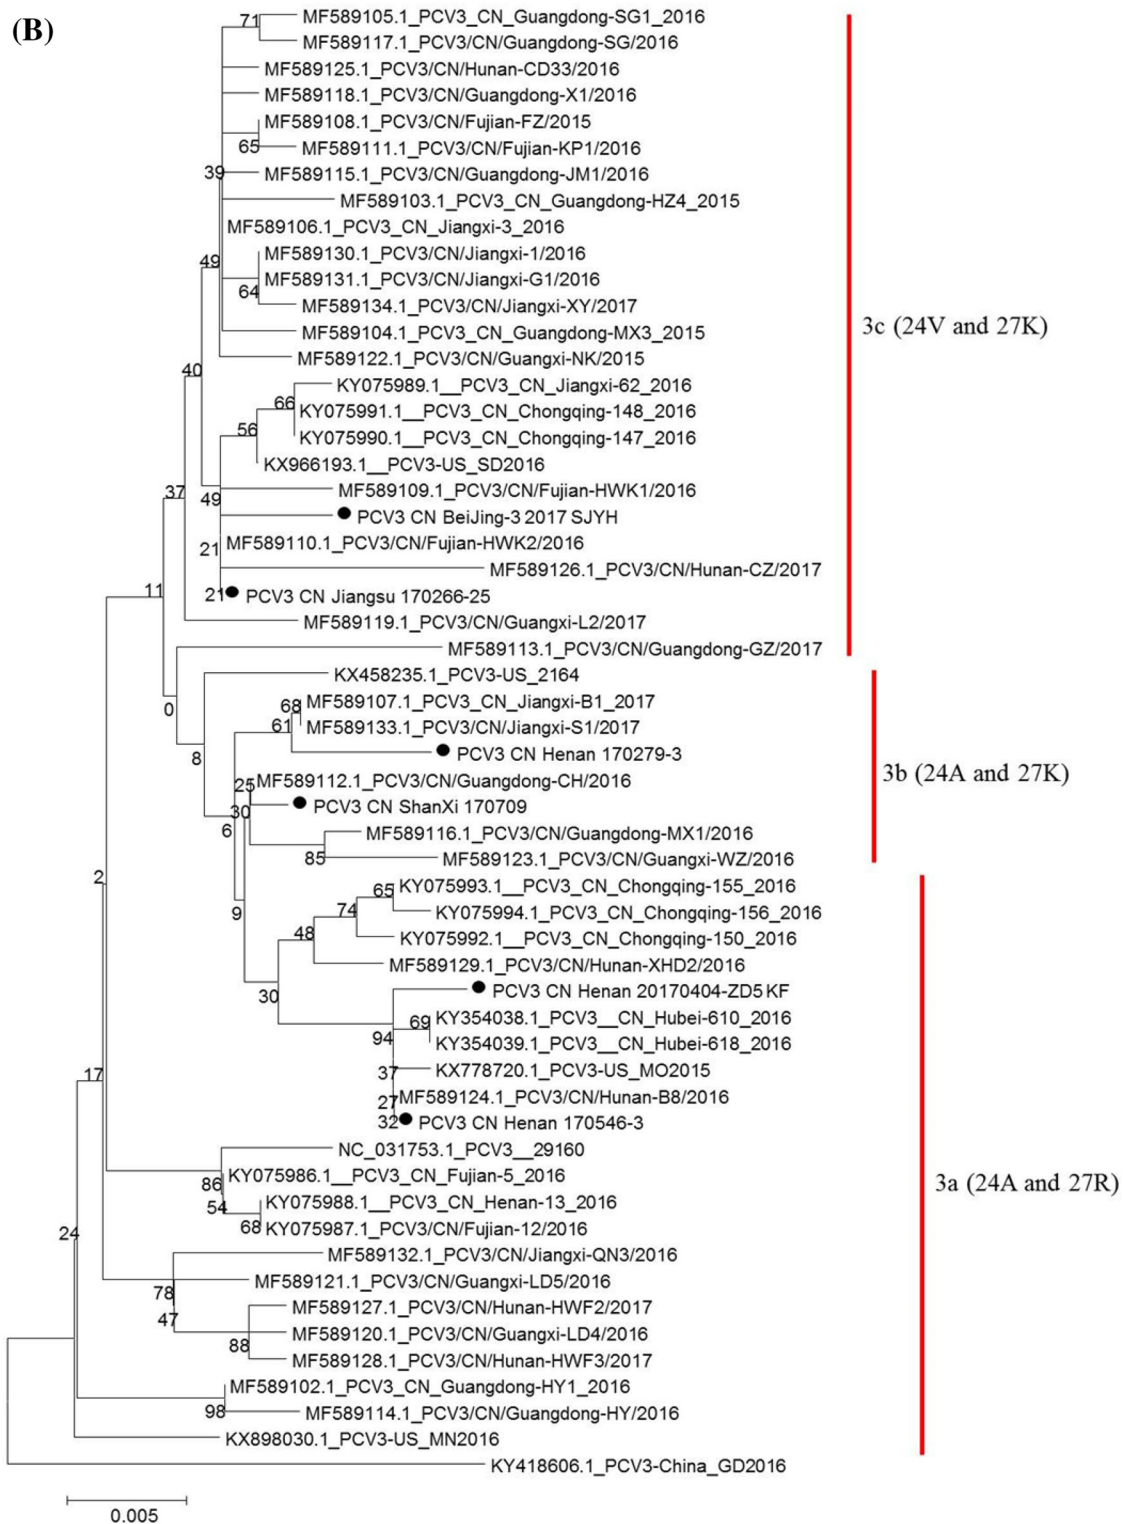 (B)
71
MF589105.1_PCV3_CN_Guangdong-SG1_2016
MF589117.1_PCV3/CN/Guangdong-SG/2016
MF589125.1_PCV3/CN/Hunan-CD33/2016
MF589118.1_PCV3/CN/Guangdong-X1/2016
MF589108.1_PCV3/CN/Fujian-FZ/2015
65
MF589111.1_PCV3/CN/Fujian-KP1/2016
39
MF589115.1_PCV3/CN/Guangdong-JM1/2016
MF589103.1_PCV3_CN_Guangdong-HZ4_2015
MF589106.1_PCV3_CN_Jiangxi-3_2016
49
MF589130.1_PCV3/CN/Jiangxi-1/2016
MF589131.1_PCV3/CN/Jiangxi-G1/2016
64
MF589134.1_PCV3/CN/Jiangxi-XY/2017
3c (24V and 27K)
MF589104.1_PCV3_CN_Guangdong-MX3_2015
MF589122.1_PCV3/CN/Guangxi-NK/2015
40
KY075989.1__PCV3_CN_Jiangxi-62_2016
66
KY075991.1__PCV3_CN_Chongqing-148_2016
56
KY075990.1__PCV3_CN_Chongqing-147_2016
KX966193.1__PCV3-US_SD2016
37
49
MF589109.1_PCV3/CN/Fujian-HWK1/2016
PCV3 CN BeiJing-3 2017 SJYH
21
MF589110.1_PCV3/CN/Fujian-HWK2/2016
MF589126.1_PCV3/CN/Hunan-CZ/2017
11
21
PCV3 CN Jiangsu 170266-25
MF589119.1_PCV3/CN/Guangxi-L2/2017
MF589113.1_PCV3/CN/Guangdong-GZ/2017
KX458235.1_PCV3-US_2164
0
68
MF589107.1_PCV3_CN_Jiangxi-B1_2017
61
MF589133.1_PCV3/CN/Jiangxi-S1/2017
8
PCV3 CN Henan 170279-3
3b (24A and 27K)
25
MF589112.1_PCV3/CN/Guangdong-CH/2016
30
PCV3 CN ShanXi 170709
6
MF589116.1_PCV3/CN/Guangdong-MX1/2016
85
MF589123.1_PCV3/CN/Guangxi-WZ/2016
2
65
KY075993.1__PCV3_CN_Chongqing-155_2016
9
74
KY075994.1_PCV3_CN_Chongqing-156_2016
48
KY075992.1__PCV3_CN_Chongqing-150_2016
MF589129.1_PCV3/CN/Hunan-XHD2/2016
30
PCV3 CN Henan 20170404-ZD5 KF
69
KY354038.1_PCV3__CN_Hubei-610_2016
94
KY354039.1_PCV3__CN_Hubei-618_2016
17
37
KX778720.1_PCV3-US_MO2015
27
MF589124.1_PCV3/CN/Hunan-B8/2016
32
PCV3 CN Henan 170546-3
NC_031753.1_PCV3__29160
86
KY075986.1__PCV3_CN_Fujian-5_2016
3a (24A and 27R)
54
KY075988.1__PCV3_CN_Henan-13_2016
24
68
KY075987.1_PCV3/CN/Fujian-12/2016
MF589132.1_PCV3/CN/Jiangxi-QN3/2016
78
MF589121.1_PCV3/CN/Guangxi-LD5/2016
47
MF589127.1_PCV3/CN/Hunan-HWF2/2017
88
MF589120.1_PCV3/CN/Guangxi-LD4/2016
MF589128.1_PCV3/CN/Hunan-HWF3/2017
MF589102.1_PCV3_CN_Guangdong-HY1_2016
98
MF589114.1_PCV3/CN/Guangdong-HY/2016
KX898030.1_PCV3-US_MN2016
KY418606.1_PCV3-China_GD2016
0.005